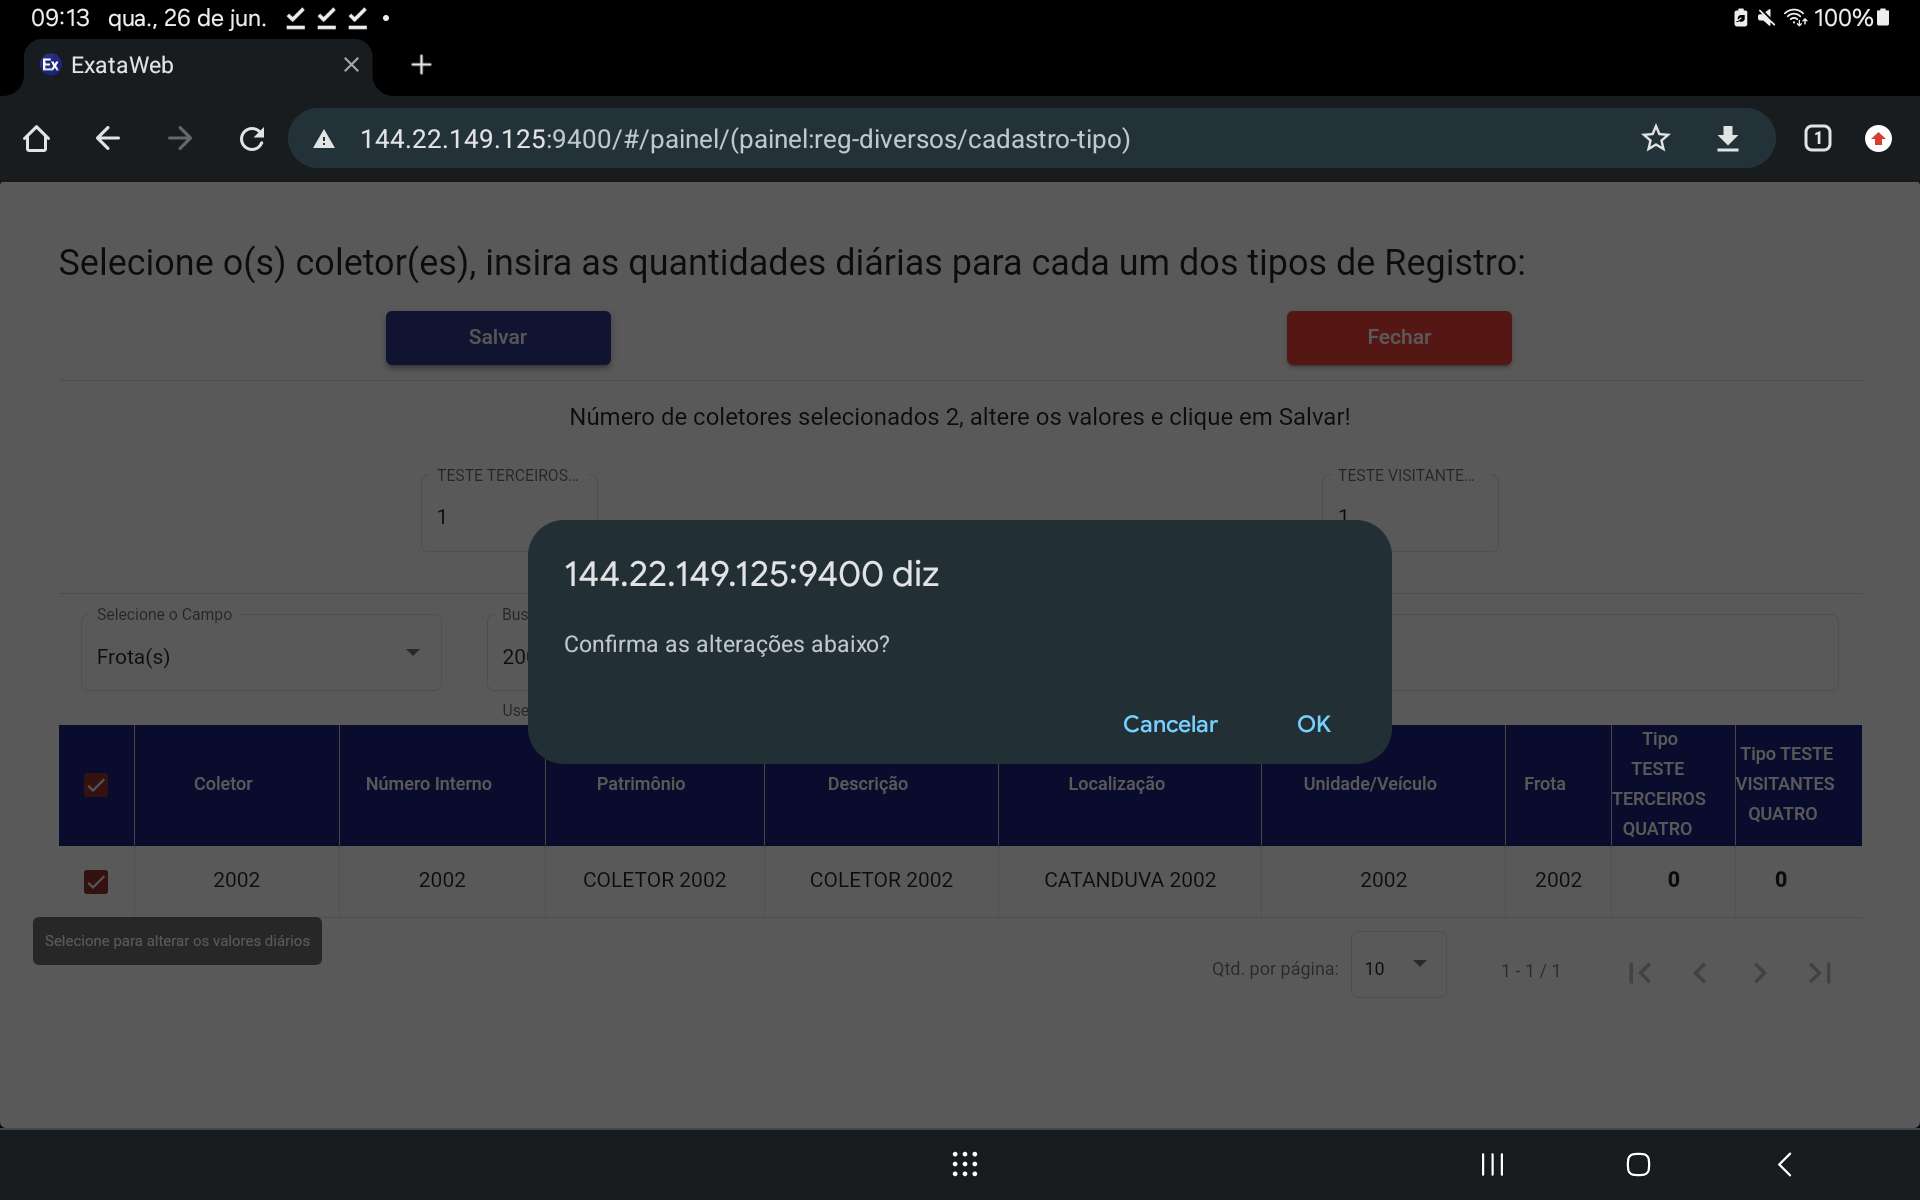 09:13 qua., 26 de jun.
100%
Ex ExataWeb
144.22.149.125:9400/#/painel/(painel:reg-diversos/cadastro-tipo)
1
Selecione o(s) coletor(es), insira as quantidades diárias para cada um dos tipos de Registro:
Salvar
Fechar
Número de coletores selecionados 2, altere os valores e clique em Salvar!
TESTE TERCEIROS...
1
TESTE VISITANTE...
1
144.22.149.125:9400 diz
Confirma as alterações abaixo?
Cancelar
OK
Selecione o Campo
Frota(s)
Coletor
Número Interno
Patrimônio
Descrição
Localização
Unidade/Veículo
Frota
Tipo
TESTE
TERCEIROS
QUATRO
Tipo TESTE
VISITANTES
QUATRO
2002
2002
COLETOR 2002
COLETOR 2002
CATANDUVA 2002
2002
2002
0
0
Selecione para alterar os valores diários
Qtd. por página:
10
1 - 1 / 1